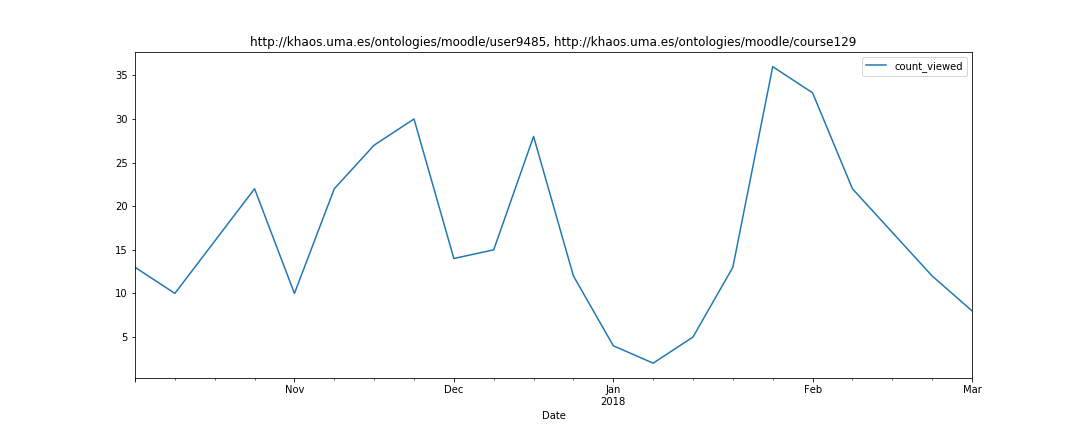 http://khaos.uma.es/ontologies/moodle/user9485, http://khaos.uma.es/ontologies/moodle/course129
count_viewed
35
30
25
20
15
10
5
Nov Dec Jan Feb Mar
2018
Date